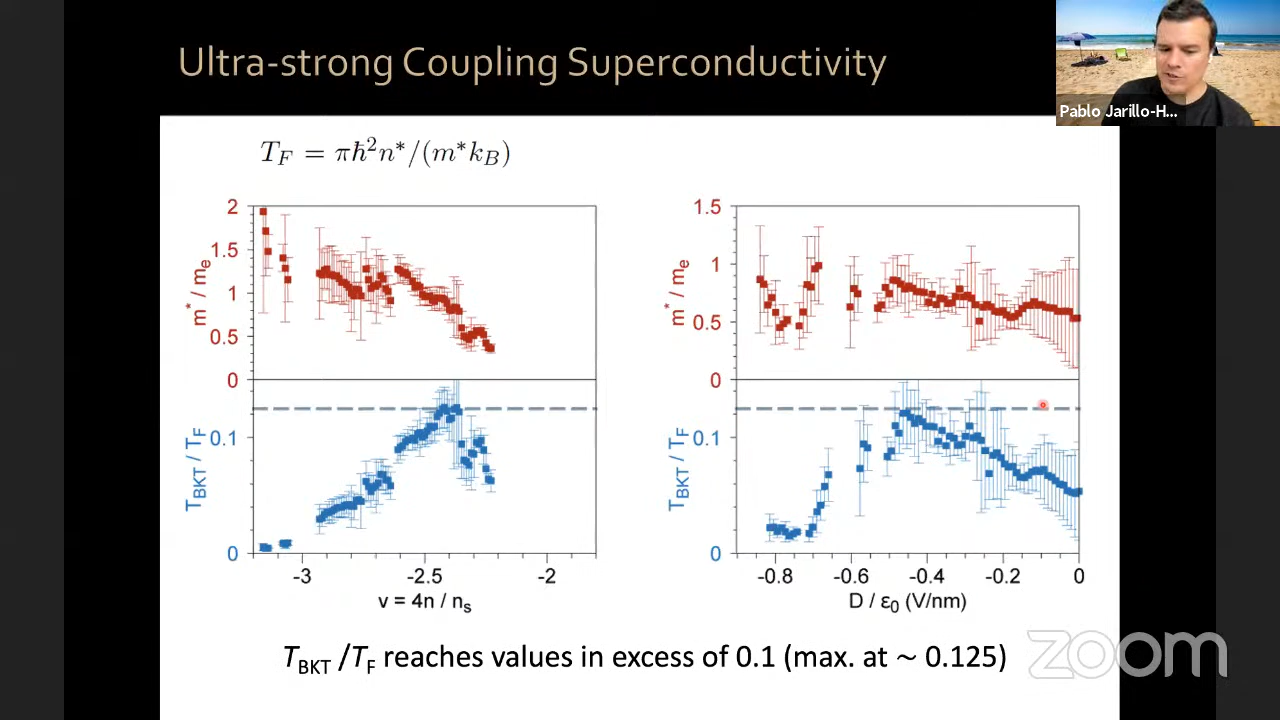 Ultra-strong Coupling Superconductivity
Pablo Jarillo-H...
T_F = πħ²n*/(m*k_B)
2
1.5
1
0.5
0
m* / mₑ
0.1
0
T_BKT / T_F
-3
-2.5
-2
v = 4n / nₛ
1.5
1
0.5
0
m* / mₑ
0.1
0
T_BKT / T_F
-0.8
-0.6
-0.4
-0.2
0
D / ε₀ (V/nm)
T_BKT /T_F reaches values in excess of 0.1 (max. at ~ 0.125)
zoom